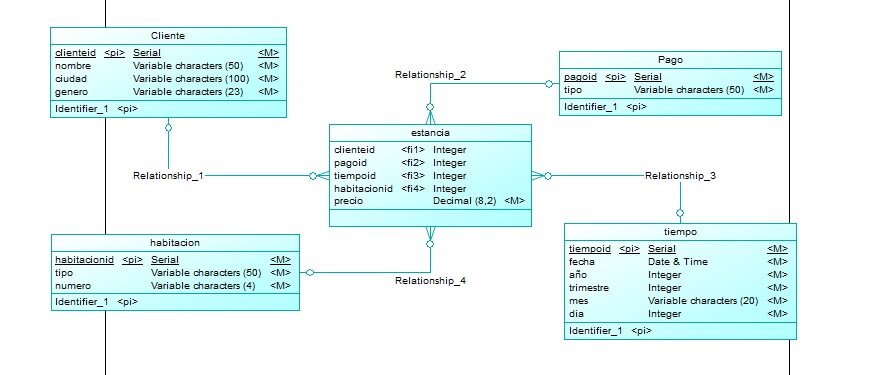 Cliente
clienteid <pi> Serial <M>
nombre Variable characters (50) <M>
ciudad Variable characters (100) <M>
genero Variable characters (23) <M>
Identifier_1 <pi>
Relationship_2
Pago
pagoid <pi> Serial <M>
tipo Variable characters (50) <M>
Identifier_1 <pi>
estancia
clienteid <fi1> Integer
pagoid <fi2> Integer
tiempoid <fi3> Integer
habitacionid <fi4> Integer
precio Decimal (8,2) <M>
Relationship_1
Relationship_3
habitacion
habitacionid <pi> Serial <M>
tipo Variable characters (50) <M>
numero Variable characters (4) <M>
Identifier_1 <pi>
Relationship_4
tiempo
tiempoid <pi> Serial <M>
fecha Date & Time <M>
año Integer <M>
trimestre Integer <M>
mes Variable characters (20) <M>
dia Integer <M>
Identifier_1 <pi>